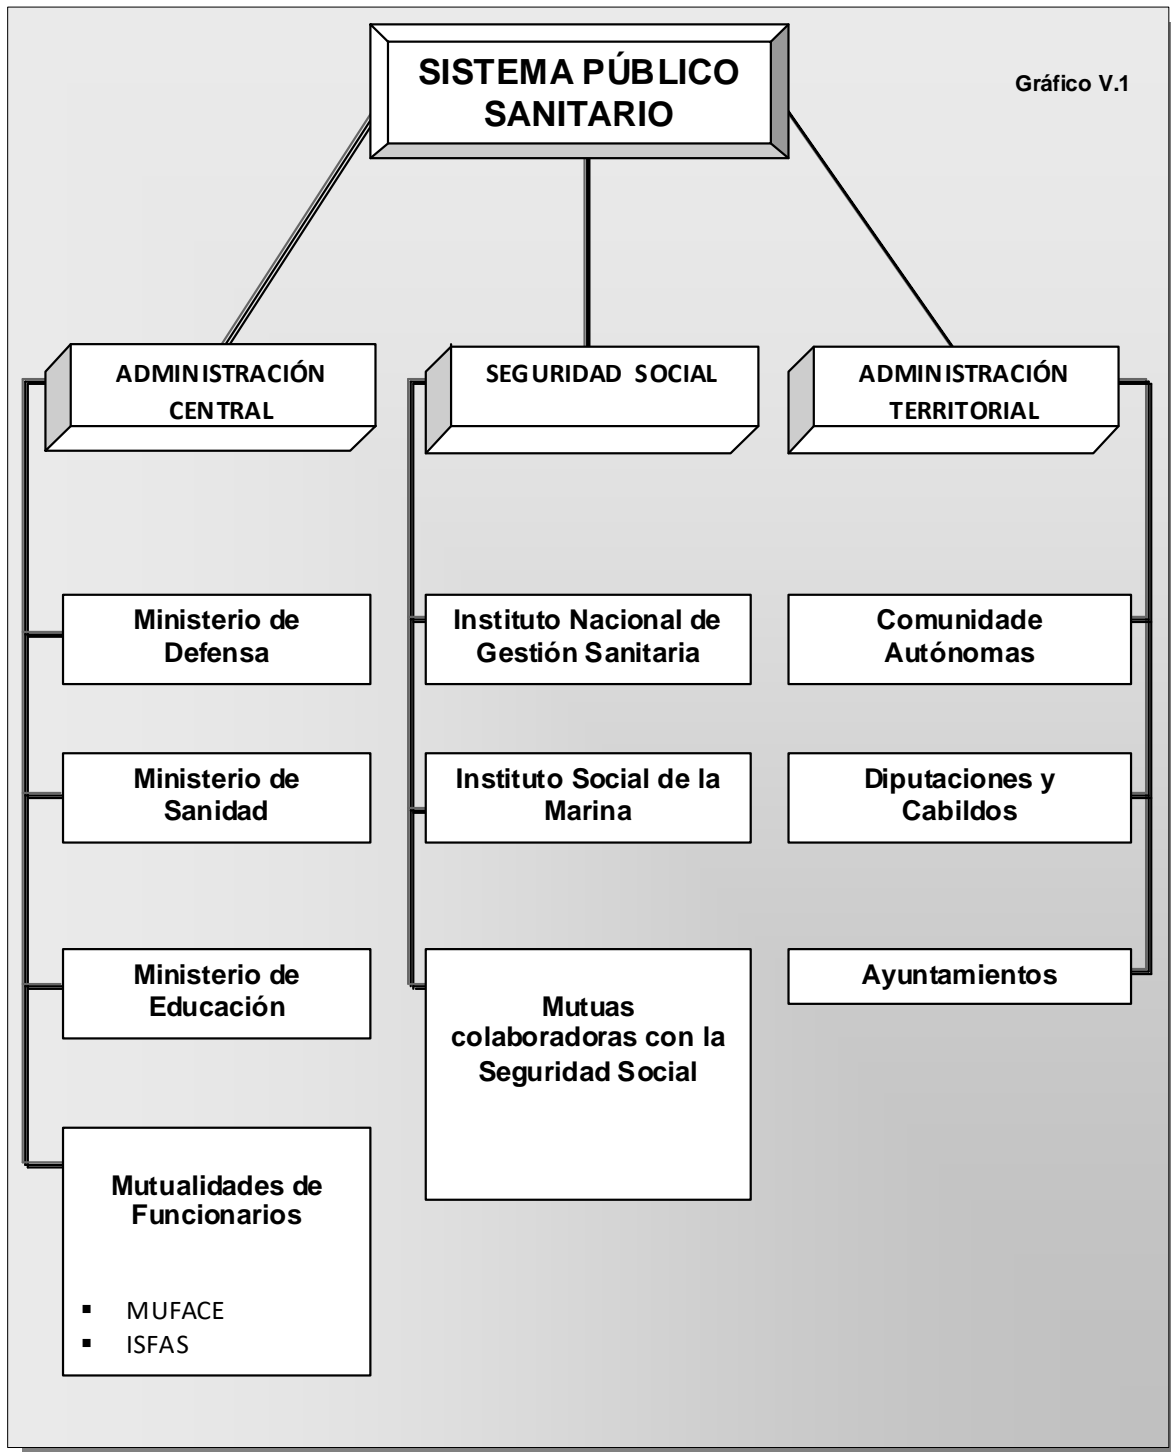 SISTEMA PÚBLICO
SANITARIO
Gráfico V.1
ADMINISTRACIÓN
CENTRAL
Ministerio de
Defensa
Ministerio de
Sanidad
Ministerio de
Educación
Mutualidades de
Funcionarios
▪ MUFACE
▪ ISFAS
SEGURIDAD SOCIAL
Instituto Nacional de
Gestión Sanitaria
Instituto Social de la
Marina
Mutuas
colaboradoras con la
Seguridad Social
ADMINISTRACIÓN
TERRITORIAL
Comunidade
Autónomas
Diputaciones y
Cabildos
Ayuntamientos